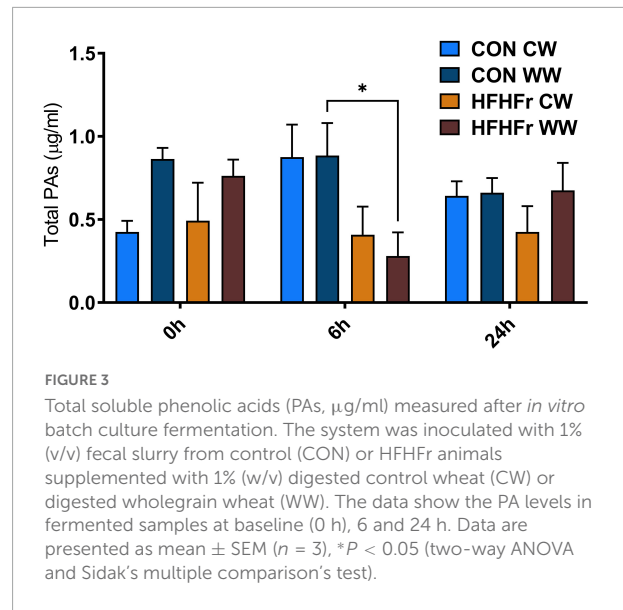 1.5
1.0
0.5
0.0
Total PAs (µg/ml)
*
CON CW
CON WW
HFHFr CW
HFHFr WW
0h
6h
24h
FIGURE 3
Total soluble phenolic acids (PAs, µg/ml) measured after in vitro
batch culture fermentation. The system was inoculated with 1%
(v/v) fecal slurry from control (CON) or HFHFr animals
supplemented with 1% (w/v) digested control wheat (CW) or
digested wholegrain wheat (WW). The data show the PA levels in
fermented samples at baseline (0 h), 6 and 24 h. Data are
presented as mean ± SEM (n = 3), *P < 0.05 (two-way ANOVA
and Sidak's multiple comparison's test).